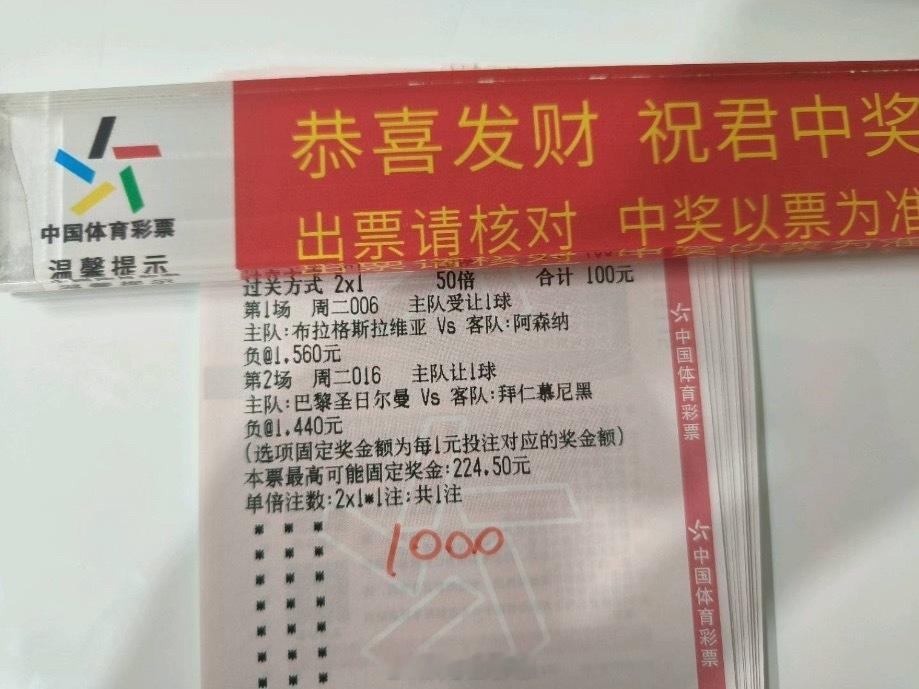 恭喜发财 祝君中奖
出票请核对 中奖以票为准
中国体育彩票
温馨提示
过关方式 2x1 50倍 合计 100元
第1场 周二006 主队受让1球
主队:布拉格斯拉维亚 Vs 客队:阿森纳
负@1.560元
第2场 周二016 主队让1球
主队:巴黎圣日尔曼 Vs 客队:拜仁慕尼黑
负@1.440元
(选项固定奖金额为每1元投注对应的奖金额)
本票最高可能固定奖金:224.50元
单倍注数:2x1*1注;共1注
1000
中国体育彩票
中国体育彩票